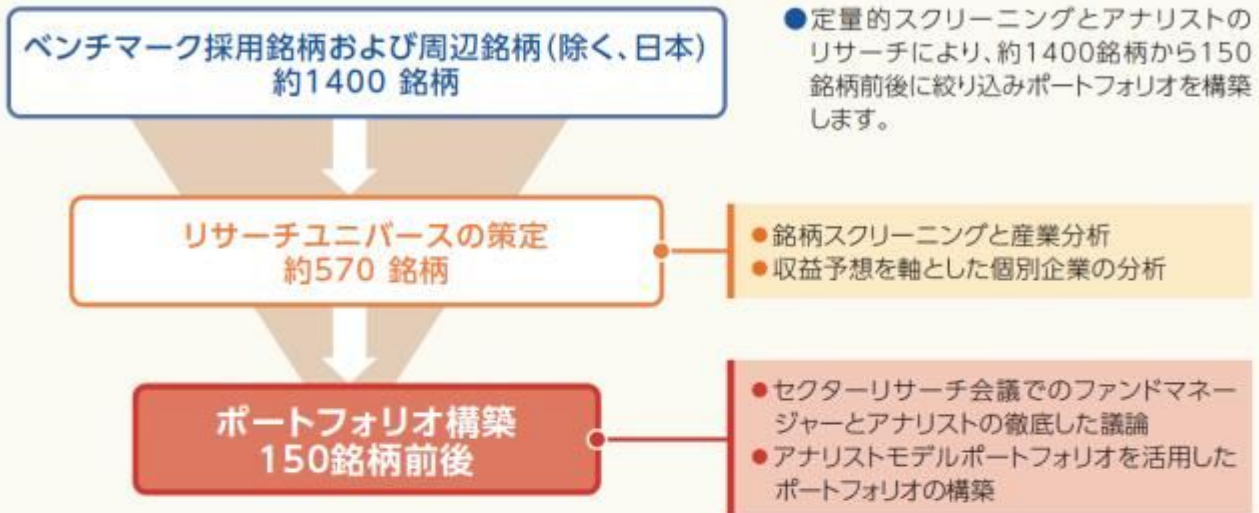 ベンチマーク採用銘柄および周辺銘柄(除く、日本)
約1400 銘柄
●定量的スクリーニングとアナリストの
リサーチにより、約1400銘柄から150
銘柄前後に絞り込みポートフォリオを構築
します。
リサーチユニバースの策定
約570 銘柄
●銘柄スクリーニングと産業分析
●収益予想を軸とした個別企業の分析
ポートフォリオ構築
150銘柄前後
●セクターリサーチ会議でのファンドマネー
ジャーとアナリストの徹底した議論
●アナリストモデルポートフォリオを活用した
ポートフォリオの構築